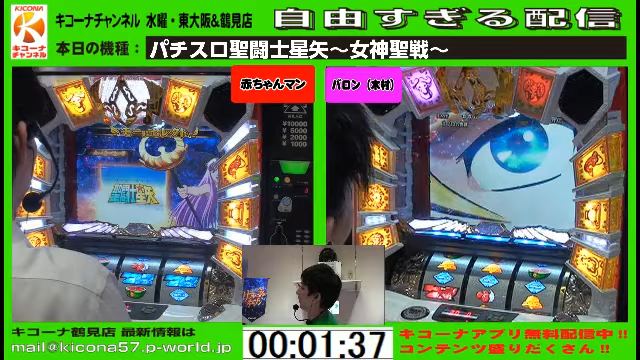 KICONA
キコーナ
チャンネル
キコーナチャンネル 水曜・東大阪&鶴見店
自由すぎる配信
本日の機種：
パチスロ聖闘士星矢〜女神聖戦〜
赤ちゃんマン
バロン（木村）
¥10000
¥5000
¥2000
¥1000
聖闘士星矢
キコーナ鶴見店 最新情報は
mail@kicona57.p-world.jp
00:01:37
キコーナアプリ無料配信中!!
コンテンツ盛りだくさん!!